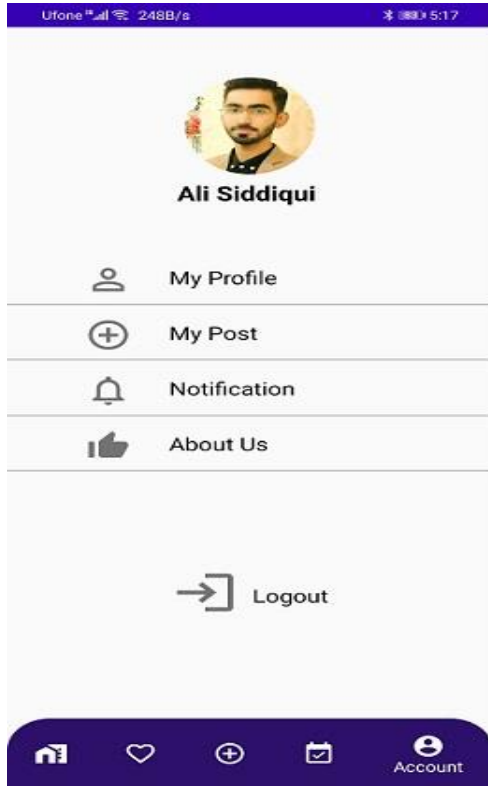 Ufone 248B/s 5:17
Ali Siddiqui
My Profile
My Post
Notification
About Us
Logout
Account